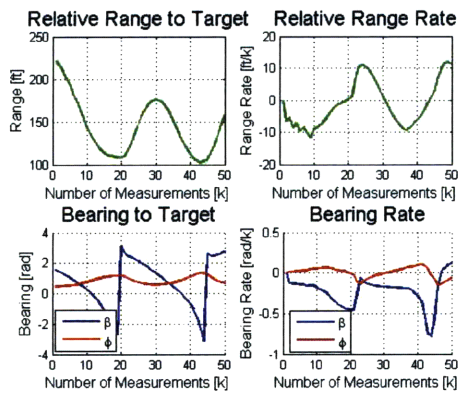 Relative Range to Target
Range [ft]
250
200
150
100
0 10 20 30 40 50
Number of Measurements [k]
Relative Range Rate
Range Rate [ft/k]
20
10
0
-10
-20
0 10 20 30 40 50
Number of Measurements [k]
Bearing to Target
Bearing [rad]
4
2
0
-2
-4
β
ϕ
0 10 20 30 40 50
Number of Measurements [k]
Bearing Rate
Bearing Rate [rad/k]
0.5
0
-0.5
-1
β
ϕ
0 10 20 30 40 50
Number of Measurements [k]